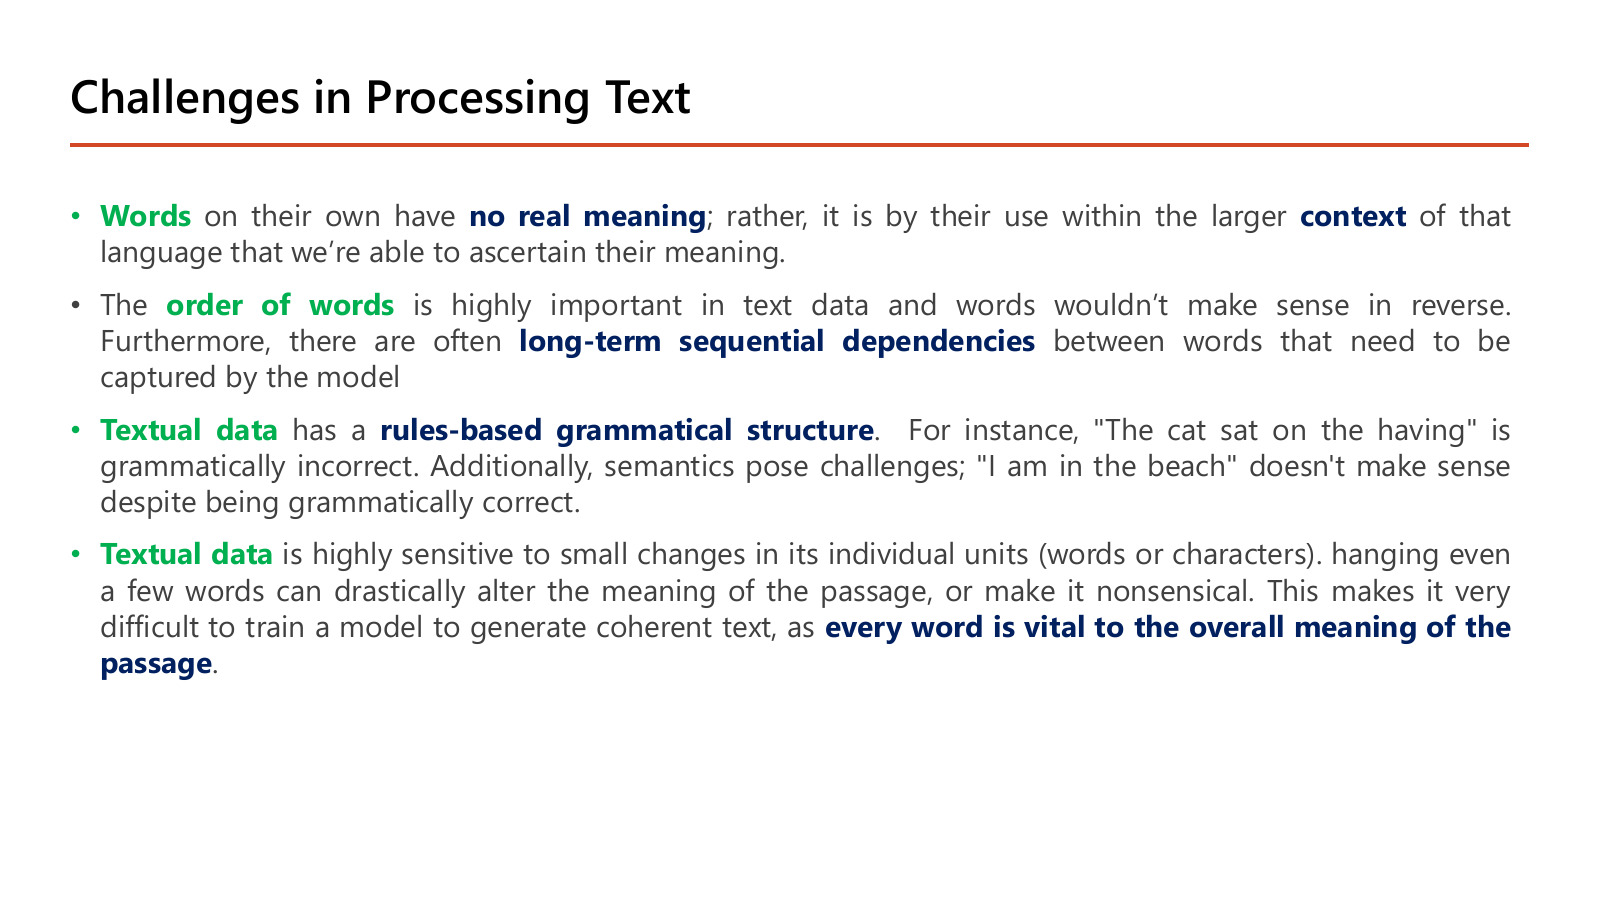 Challenges in Processing Text
• Words on their own have no real meaning; rather, it is by their use within the larger context of that
language that we’re able to ascertain their meaning.
• The order of words is highly important in text data and words wouldn’t make sense in reverse.
Furthermore, there are often long-term sequential dependencies between words that need to be
captured by the model
• Textual data has a rules-based grammatical structure.  For instance, "The cat sat on the having" is
grammatically incorrect. Additionally, semantics pose challenges; "I am in the beach" doesn't make sense
despite being grammatically correct.
• Textual data is highly sensitive to small changes in its individual units (words or characters). hanging even
a few words can drastically alter the meaning of the passage, or make it nonsensical. This makes it very
difficult to train a model to generate coherent text, as every word is vital to the overall meaning of the
passage.